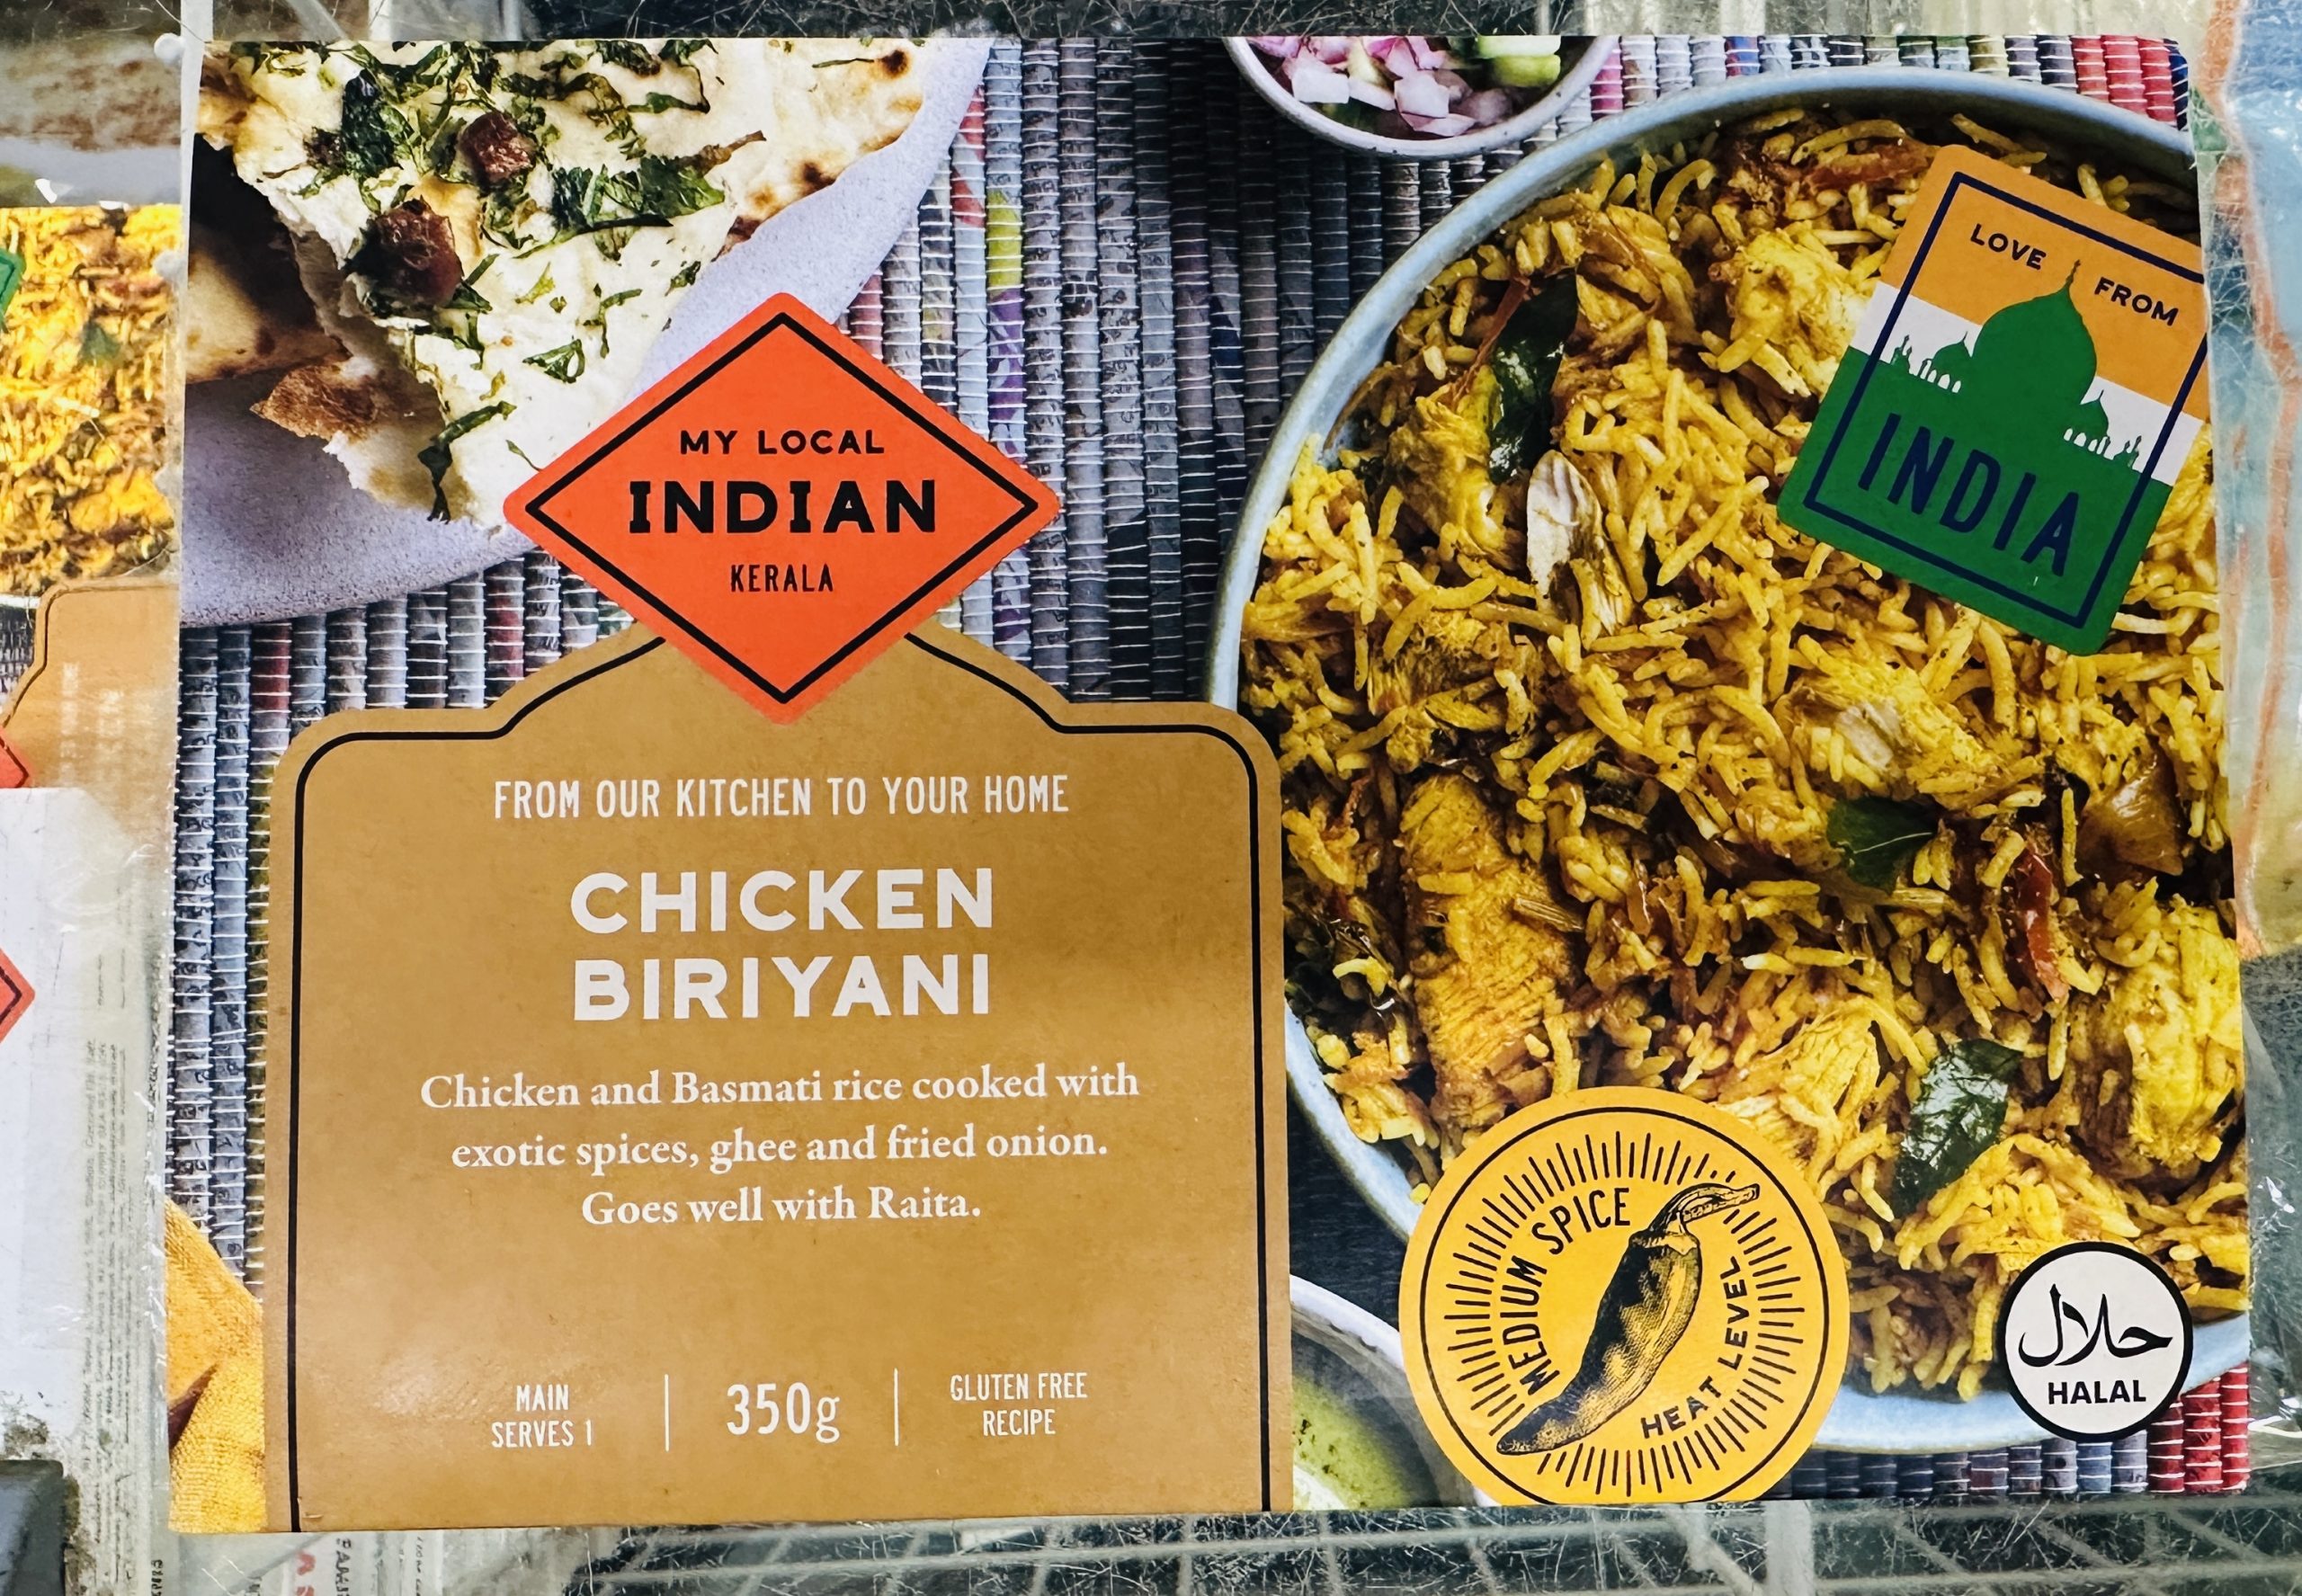 LOVE FROM
INDIA
MY LOCAL
INDIAN
KERALA
FROM OUR KITCHEN TO YOUR HOME
CHICKEN
BIRIYANI
Chicken and Basmati rice cooked with
exotic spices, ghee and fried onion.
Goes well with Raita.
MAIN
SERVES 1
350g
GLUTEN FREE
RECIPE
MEDIUM SPICE
HEAT LEVEL
حلال
HALAL